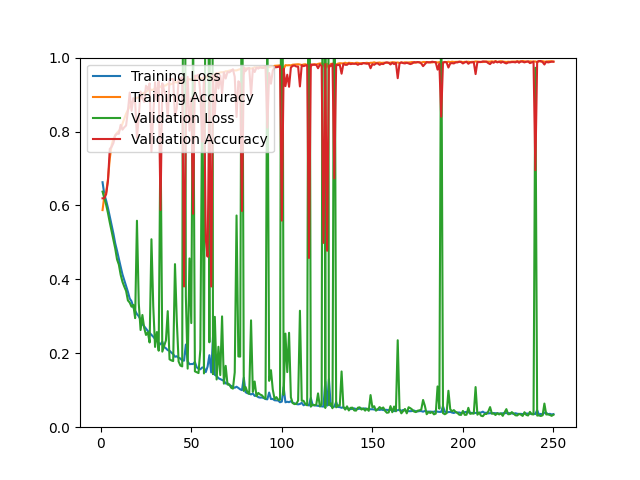 1.0
0.8
0.6
0.4
0.2
0.0
Training Loss
Training Accuracy
Validation Loss
Validation Accuracy
0 50 100 150 200 250